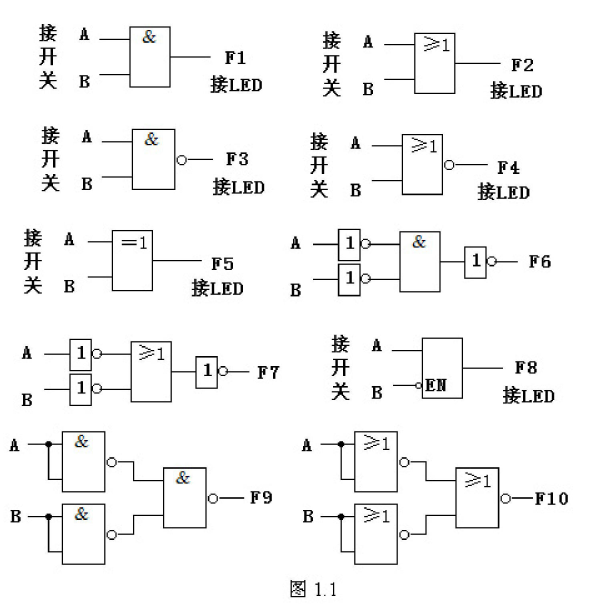 接 A & F1
开
关 B 接LED
接 A ≥1 F2
开
关 B 接LED
接 A & F3
开
关 B 接LED
接 A ≥1 F4
开
关 B 接LED
接 A =1 F5
开
关 B 接LED
A 1 & 1 F6
B 1
A 1 ≥1 1 F7
B 1
接 A F8
开
关 B EN 接LED
A &
& F9
B &
A ≥1
≥1 F10
B ≥1
图 1.1